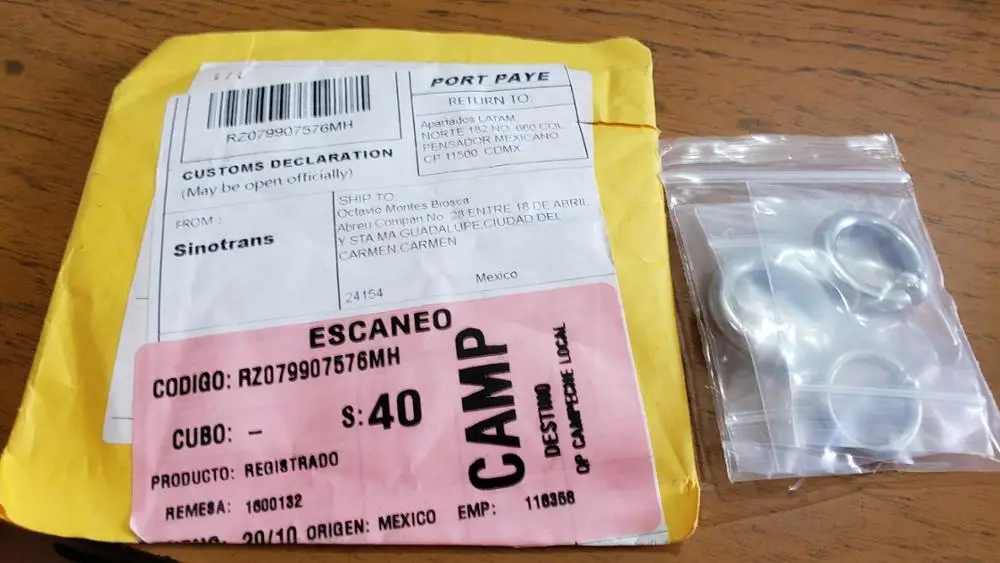 PORT PAYE
RETURN TO:
Apartados LATAM
NORTE 182 NO. 660 COL
PENSADOR MEXICANO
CP 11500, CDMX
RZ079907576MH
CUSTOMS DECLARATION
(May be open officially)
FROM :
Sinotrans
SHIP TO
Octavio Montes Biosca
Abreu Compan No. 28 ENTRE 18 DE ABRIL
Y STA MA GUADALUPE,CIUDAD DEL
CARMEN.CARMEN
Mexico
24154
ESCANEO
CODIGO: RZ079907576MH
CUBO: –
S:40
PRODUCTO: REGISTRADO
REMESA: 1600132
20/10 ORIGEN: MEXICO EMP: 116358
CAMP
DESTINO
OP CAMPECHE LOCAL